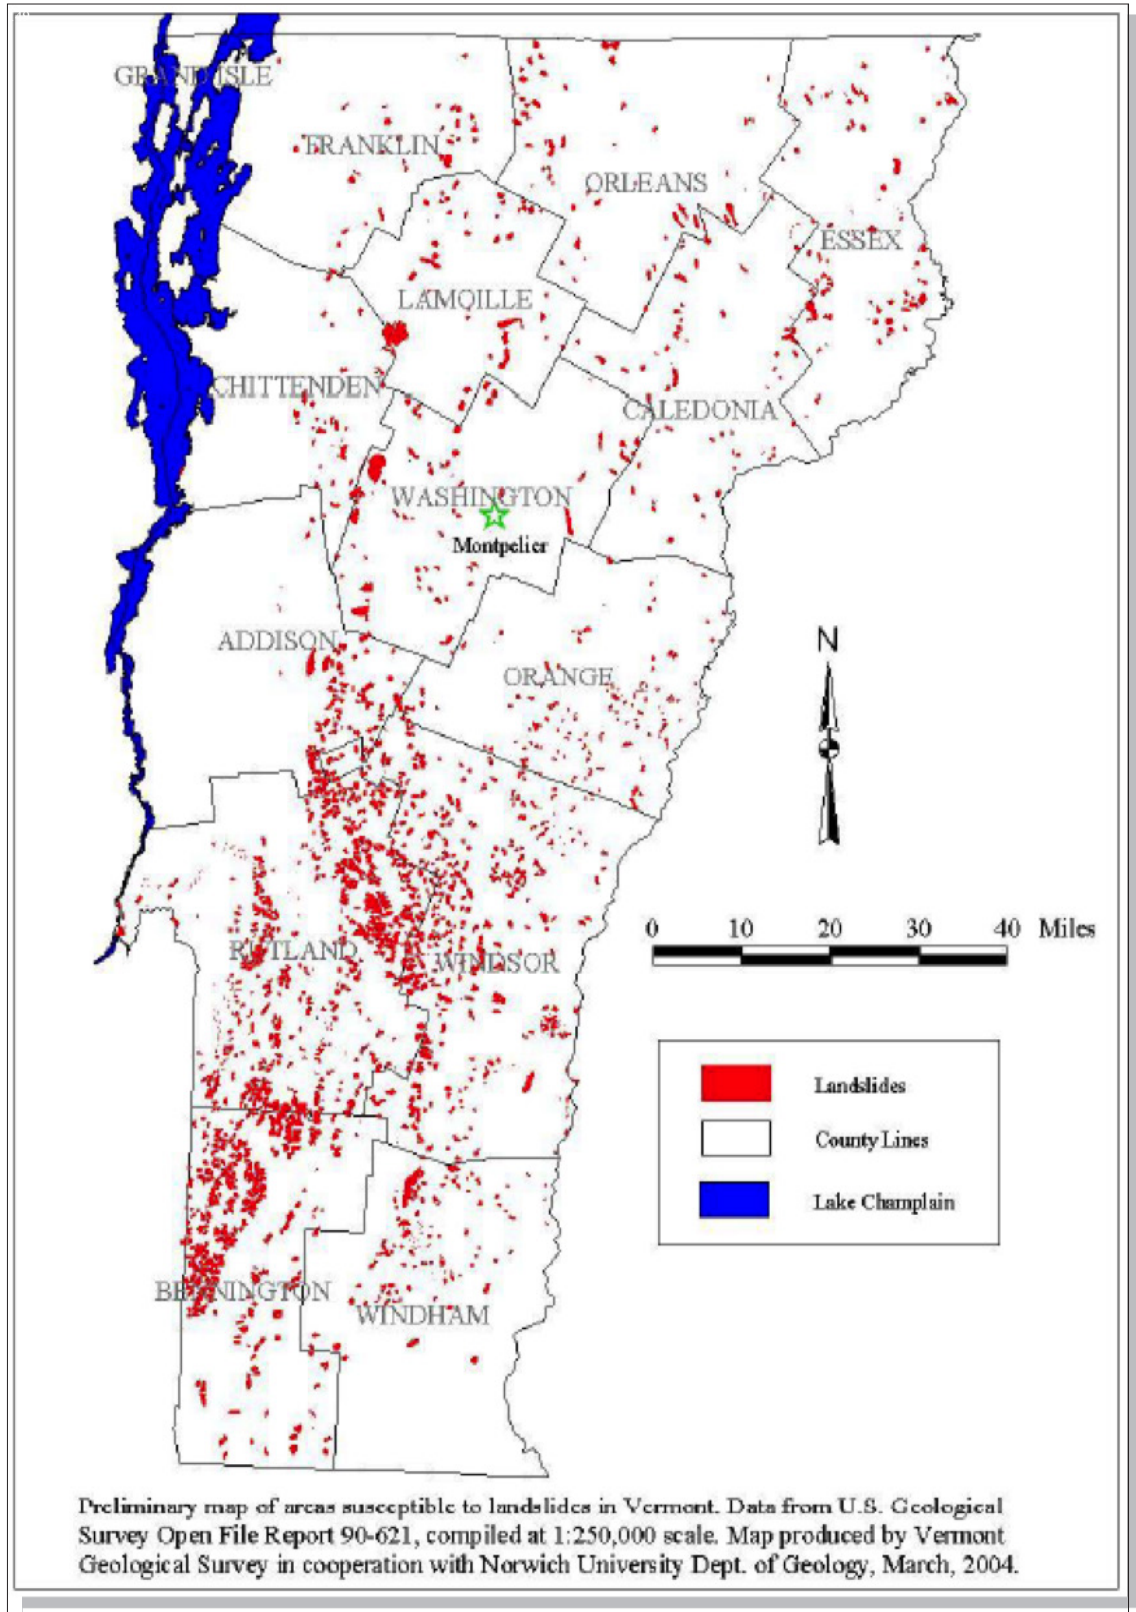 GRAND ISLE
FRANKLIN
ORLEANS
ESSEX
LAMOILLE
CHITTENDEN
CALEDONIA
WASHINGTON
Montpelier
ADDISON
ORANGE
N
RUTLAND
WINDSOR
0 10 20 30 40 Miles
Landslides
County Lines
Lake Champlain
BENNINGTON
WINDHAM
Preliminary map of areas susceptible to landslides in Vermont. Data from U.S. Geological
Survey Open File Report 90-621, compiled at 1:250,000 scale. Map produced by Vermont
Geological Survey in cooperation with Norwich University Dept. of Geology, March, 2004.